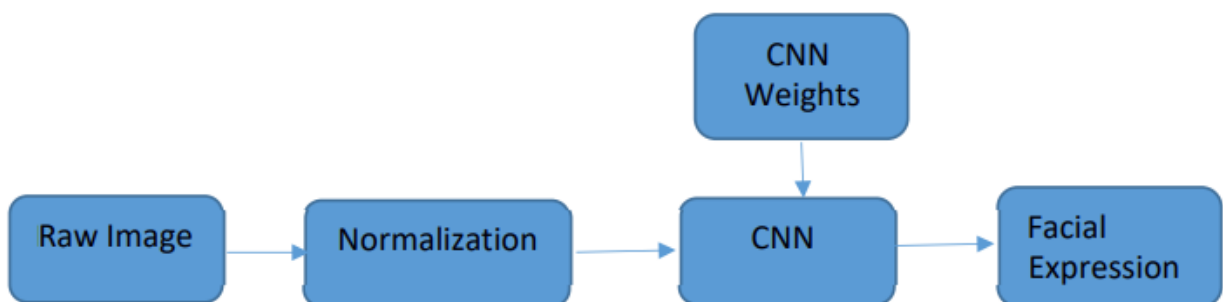 CNN
Weights
Raw Image
Normalization
CNN
Facial
Expression